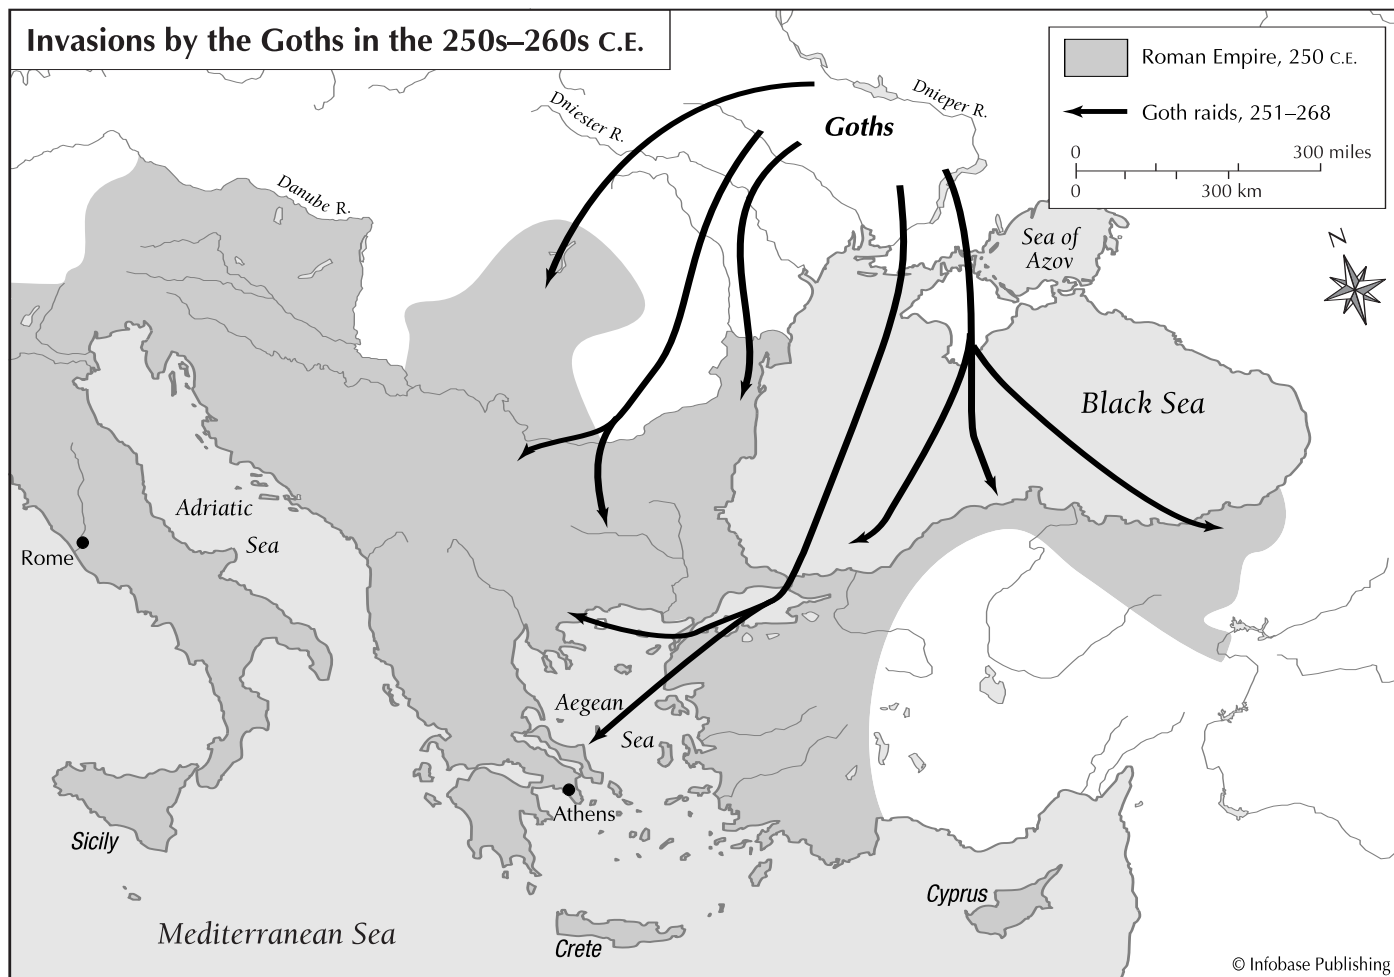 Invasions by the Goths in the 250s–260s C.E.
Roman Empire, 250 C.E.
Goth raids, 251–268
0 300 miles
0 300 km
N
Dnieper R.
Dniester R.
Goths
Danube R.
Sea of
Azov
Black Sea
Adriatic
Sea
Rome
Aegean
Sea
Athens
Sicily
Cyprus
Mediterranean Sea
Crete
© Infobase Publishing